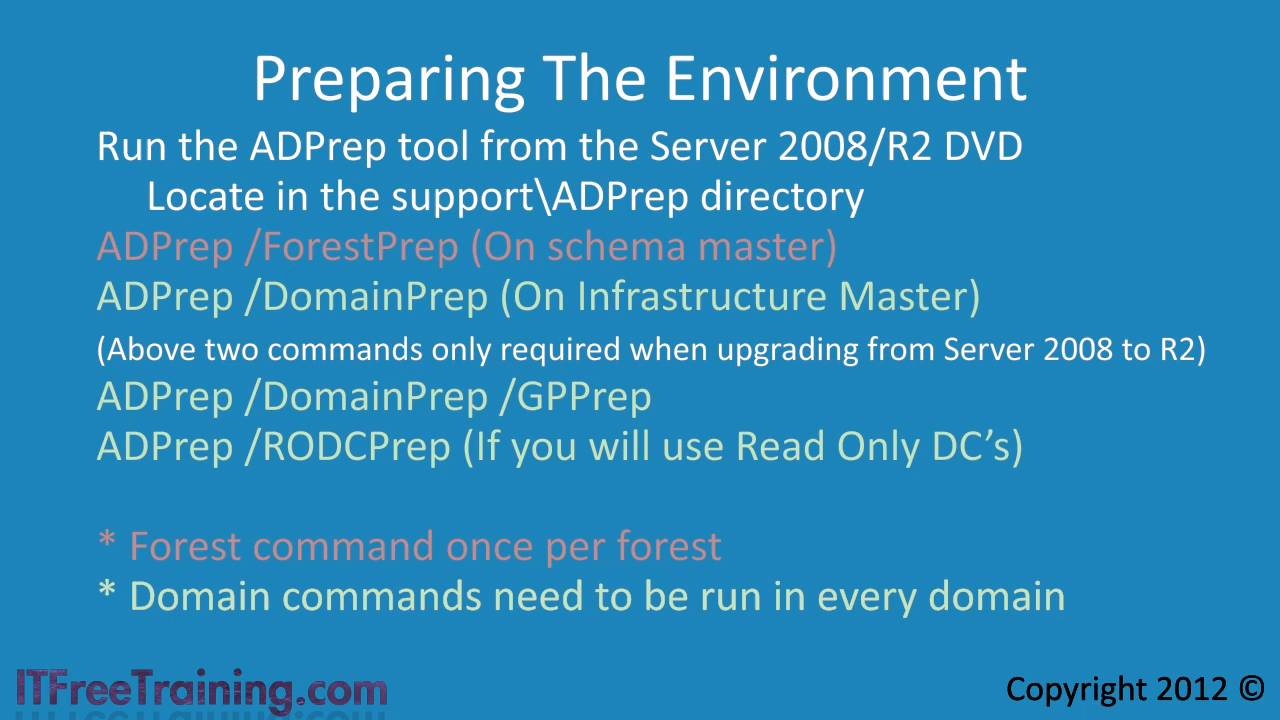 Preparing The Environment
Run the ADPrep tool from the Server 2008/R2 DVD
Locate in the support\ADPrep directory
ADPrep /ForestPrep (On schema master)
ADPrep /DomainPrep (On Infrastructure Master)
(Above two commands only required when upgrading from Server 2008 to R2)
ADPrep /DomainPrep /GPPrep
ADPrep /RODCPrep (If you will use Read Only DC’s)
* Forest command once per forest
* Domain commands need to be run in every domain
ITFreeTraining.com
Copyright 2012 ©